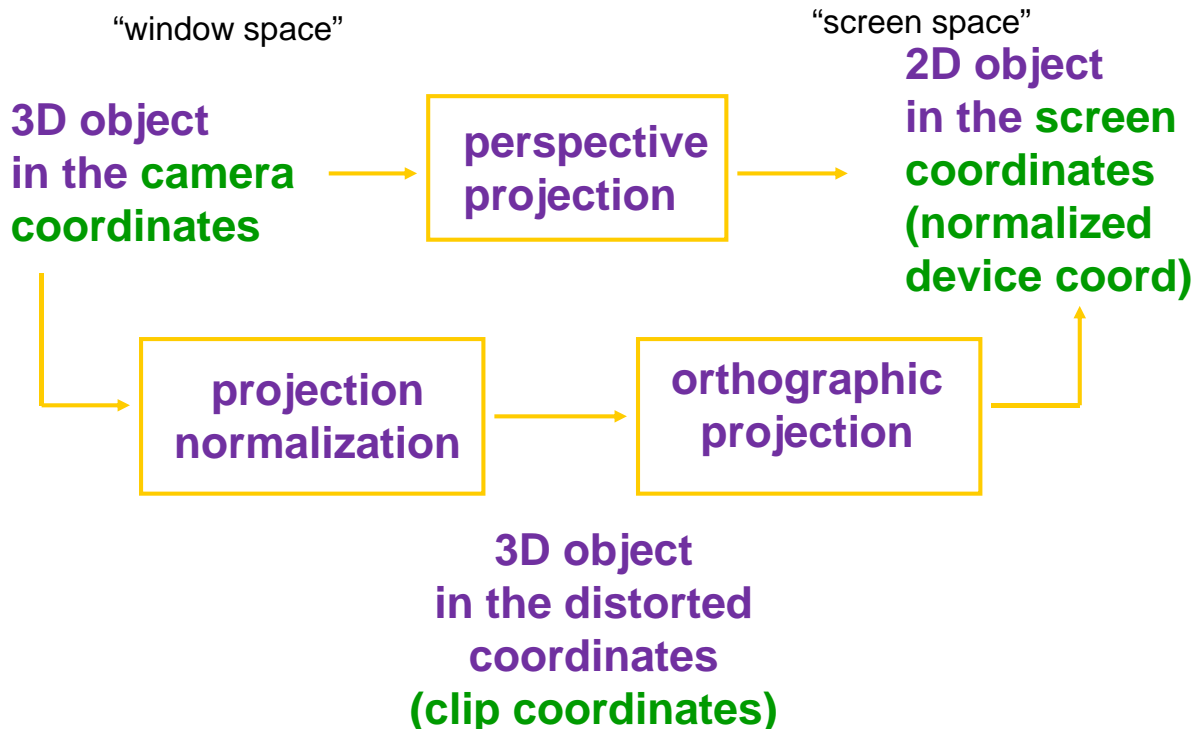 “window space”
“screen space”
3D object
in the camera
coordinates
perspective
projection
2D object
in the screen
coordinates
(normalized
device coord)
projection
normalization
orthographic
projection
3D object
in the distorted
coordinates
(clip coordinates)